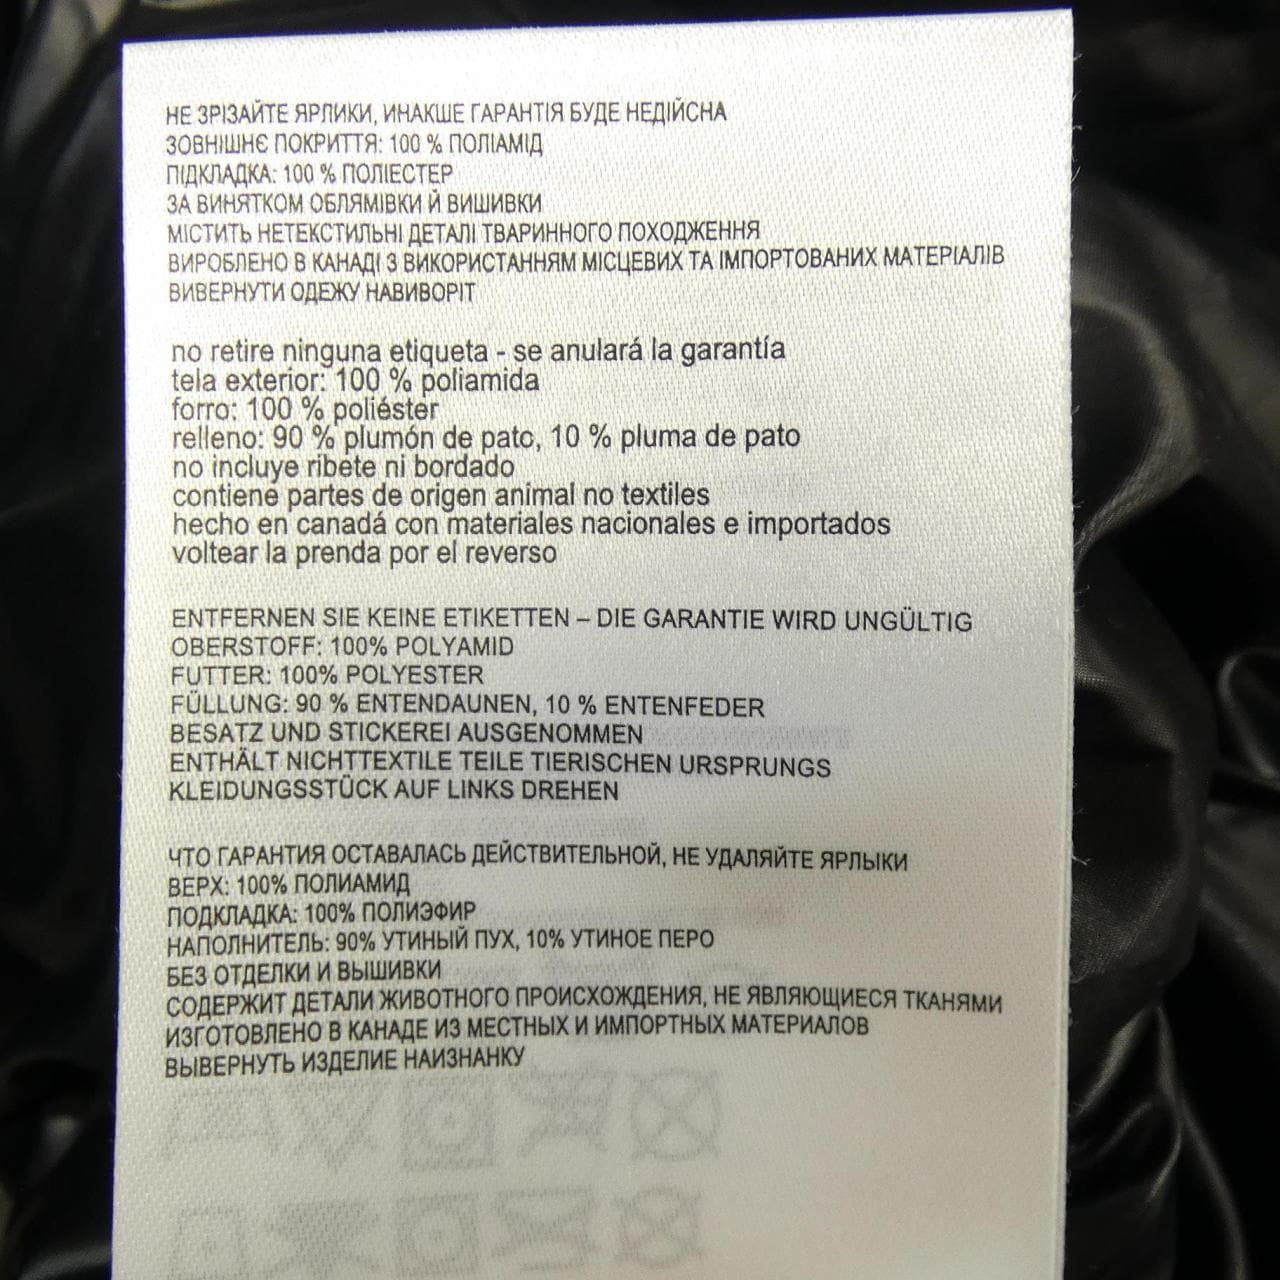 НЕ ЗРІЗАЙТЕ ЯРЛИКИ, ИНАКШЕ ГАРАНТІЯ БУДЕ НЕДІЙСНА
ЗОВНІШНЄ ПОКРИТТЯ: 100 % ПОЛІАМІД
ПІДКЛАДКА: 100 % ПОЛІЕСТЕР
ЗА ВИНЯТКОМ ОБЛЯМІВКИ Й ВИШИВКИ
МІСТИТЬ НЕТЕКСТИЛЬНІ ДЕТАЛІ ТВАРИННОГО ПОХОДЖЕННЯ
ВИРОБЛЕНО В КАНАДІ З ВИКОРИСТАННЯМ МІСЦЕВИХ ТА ІМПОРТОВАНИХ МАТЕРІАЛІВ
ВИВЕРНУТИ ОДЕЖУ НАВИВОРІТ
no retire ninguna etiqueta - se anulará la garantía
tela exterior: 100 % poliamida
forro: 100 % poliéster
relleno: 90 % plumón de pato, 10 % pluma de pato
no incluye ribete ni bordado
contiene partes de origen animal no textiles
hecho en canadá con materiales nacionales e importados
voltear la prenda por el reverso
ENTFERNEN SIE KEINE ETIKETTEN – DIE GARANTIE WIRD UNGÜLTIG
OBERSTOFF: 100% POLYAMID
FUTTER: 100% POLYESTER
FÜLLUNG: 90 % ENTENDAUNEN, 10 % ENTENFEDER
BESATZ UND STICKEREI AUSGENOMMEN
ENTHÄLT NICHTTEXTILE TEILE TIERISCHEN URSPRUNGS
KLEIDUNGSSTÜCK AUF LINKS DREHEN
ЧТО ГАРАНТИЯ ОСТАВАЛАСЬ ДЕЙСТВИТЕЛЬНОЙ, НЕ УДАЛЯЙТЕ ЯРЛЫКИ
ВЕРХ: 100% ПОЛИАМИД
ПОДКЛАДКА: 100% ПОЛИЭФИР
НАПОЛНИТЕЛЬ: 90% УТИНЫЙ ПУХ, 10% УТИНОЕ ПЕРО
БЕЗ ОТДЕЛКИ И ВЫШИВКИ
СОДЕРЖИТ ДЕТАЛИ ЖИВОТНОГО ПРОИСХОЖДЕНИЯ, НЕ ЯВЛЯЮЩИЕСЯ ТКАНЯМИ
ИЗГОТОВЛЕНО В КАНАДЕ ИЗ МЕСТНЫХ И ИМПОРТНЫХ МАТЕРИАЛОВ
ВЫВЕРНУТЬ ИЗДЕЛИЕ НАИЗНАНКУ